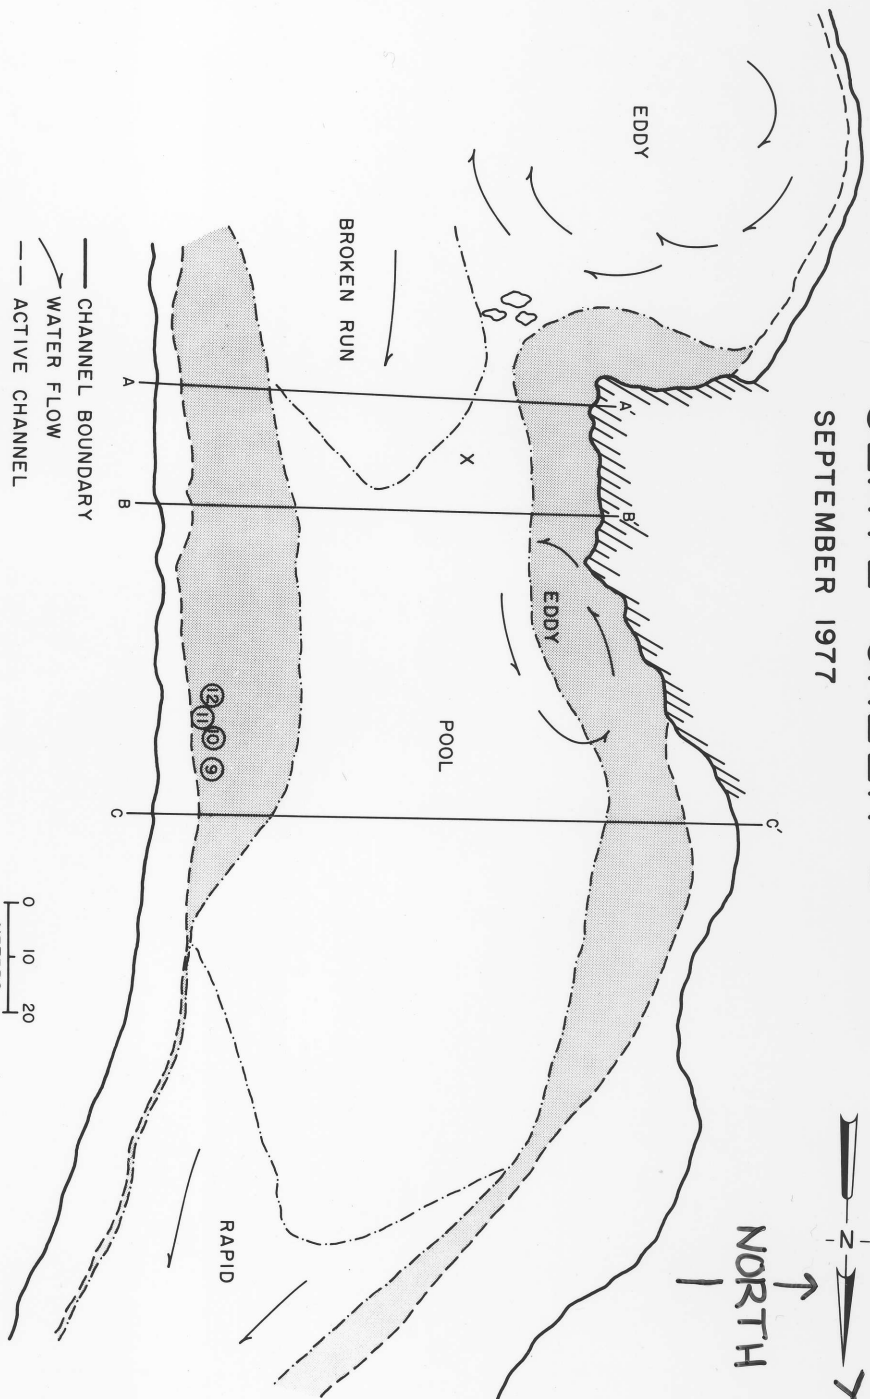 SEPTEMBER 1977
N
NORTH
EDDY
BROKEN RUN
A
A'
X
B
B'
EDDY
12
11
10
9
POOL
C
C'
RAPID
CHANNEL BOUNDARY
WATER FLOW
ACTIVE CHANNEL
0 10 20